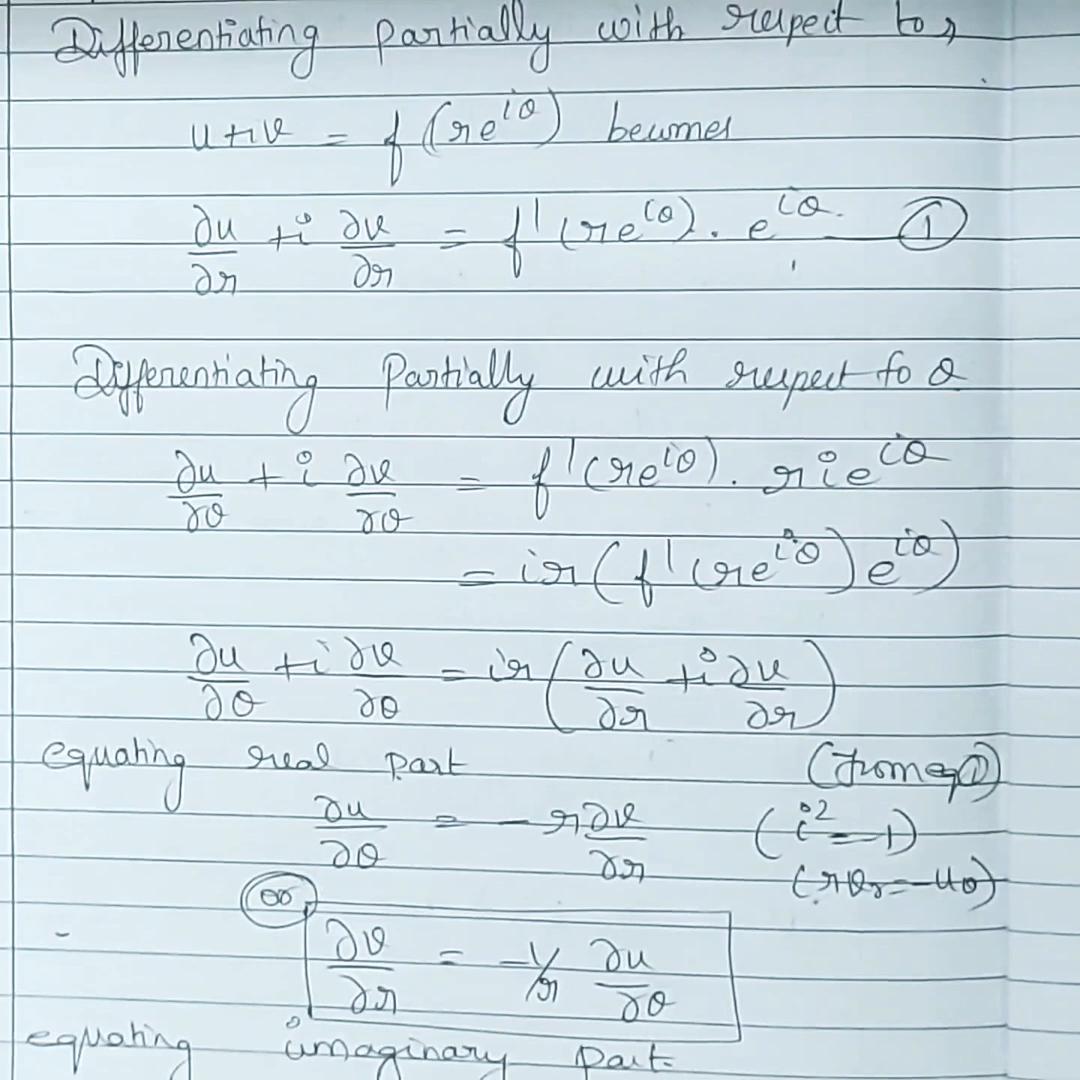 Differentiating partially with respect to r
u+iv = f(re^{iθ}) becomes
∂u/∂r + i ∂v/∂r = f'(re^{iθ}). e^{iθ}. — ①
Differentiating Partially with respect to θ
∂u/∂θ + i ∂v/∂θ = f'(re^{iθ}). rie^{iθ}
= ir(f'(re^{iθ})e^{iθ})
∂u/∂θ + i ∂v/∂θ = ir(∂u/∂r + i ∂v/∂r)
equating real part (from eq ①)
∂u/∂θ = -r ∂v/∂r (i² = -1)
(rv_r = -u_θ)
or
∂v/∂r = -1/r ∂u/∂θ
equating imaginary part.